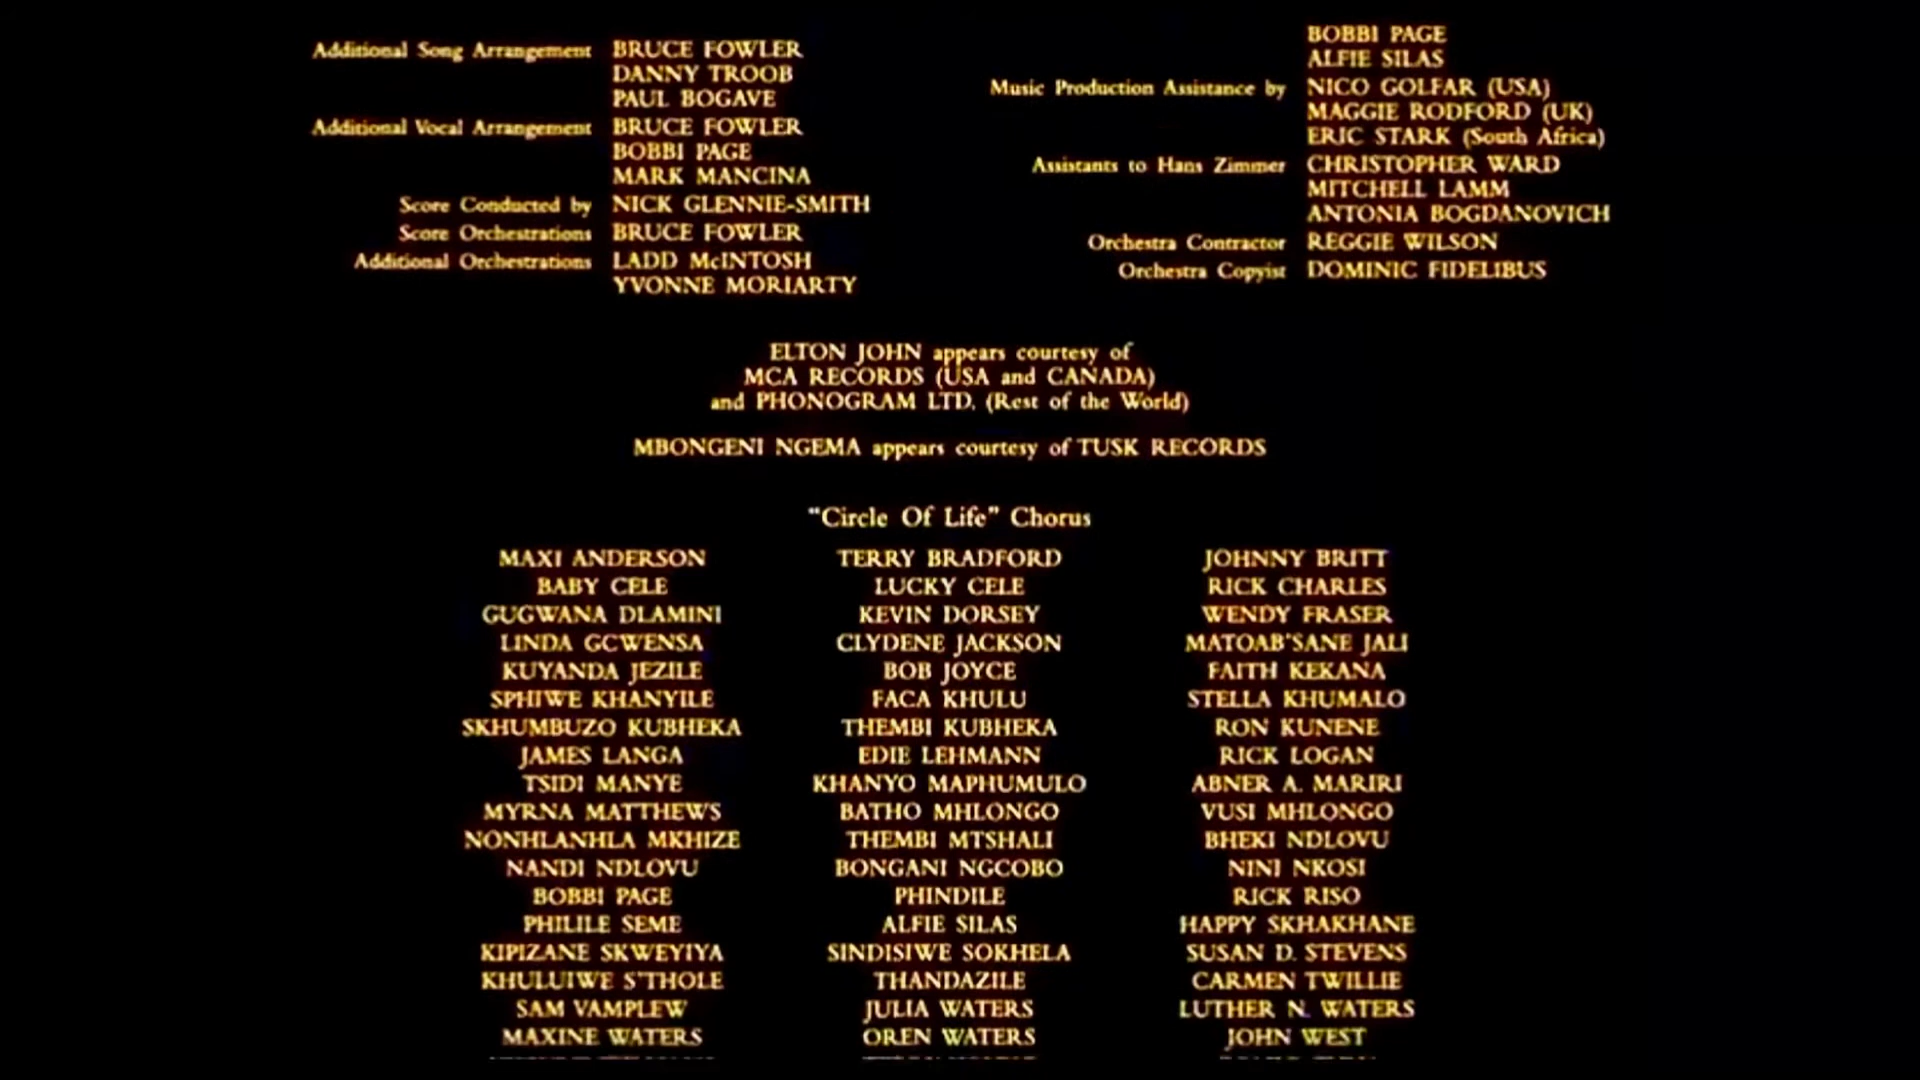 Additional Song Arrangement BRUCE FOWLER
DANNY TROOB
PAUL BOGAVE
Additional Vocal Arrangement BRUCE FOWLER
BOBBI PAGE
MARK MANCINA
Score Conducted by NICK GLENNIE-SMITH
Score Orchestrations BRUCE FOWLER
Additional Orchestrations LADD McINTOSH
YVONNE MORIARTY
BOBBI PAGE
ALFIE SILAS
Music Production Assistance by NICO GOLFAR (USA)
MAGGIE RODFORD (UK)
ERIC STARK (South Africa)
Assistants to Hans Zimmer CHRISTOPHER WARD
MITCHELL LAMM
ANTONIA BOGDANOVICH
Orchestra Contractor REGGIE WILSON
Orchestra Copyist DOMINIC FIDELIBUS
ELTON JOHN appears courtesy of
MCA RECORDS (USA and CANADA)
and PHONOGRAM LTD. (Rest of the World)
MBONGENI NGEMA appears courtesy of TUSK RECORDS
"Circle Of Life" Chorus
MAXI ANDERSON TERRY BRADFORD JOHNNY BRITT
BABY CELE LUCKY CELE RICK CHARLES
GUGWANA DLAMINI KEVIN DORSEY WENDY FRASER
LINDA GCWENSA CLYDENE JACKSON MATOAB'SANE JALI
KUYANDA JEZILE BOB JOYCE FAITH KEKANA
SPHIWE KHANYILE FACA KHULU STELLA KHUMALO
SKHUMBUZO KUBHEKA THEMBI KUBHEKA RON KUNENE
JAMES LANGA EDIE LEHMANN RICK LOGAN
TSIDI MANYE KHANYO MAPHUMULO ABNER A. MARIRI
MYRNA MATTHEWS BATHO MHLONGO VUSI MHLONGO
NONHLANHLA MKHIZE THEMBI MTSHALI BHEKI NDLOVU
NANDI NDLOVU BONGANI NGCOBO NINI NKOSI
BOBBI PAGE PHINDILE RICK RISO
PHILILE SEME ALFIE SILAS HAPPY SKHAKHANE
KIPIZANE SKWEYIYA SINDISIWE SOKHELA SUSAN D. STEVENS
KHULUIWE S'THOLE THANDAZILE CARMEN TWILLIE
SAM VAMPLEW JULIA WATERS LUTHER N. WATERS
MAXINE WATERS OREN WATERS JOHN WEST